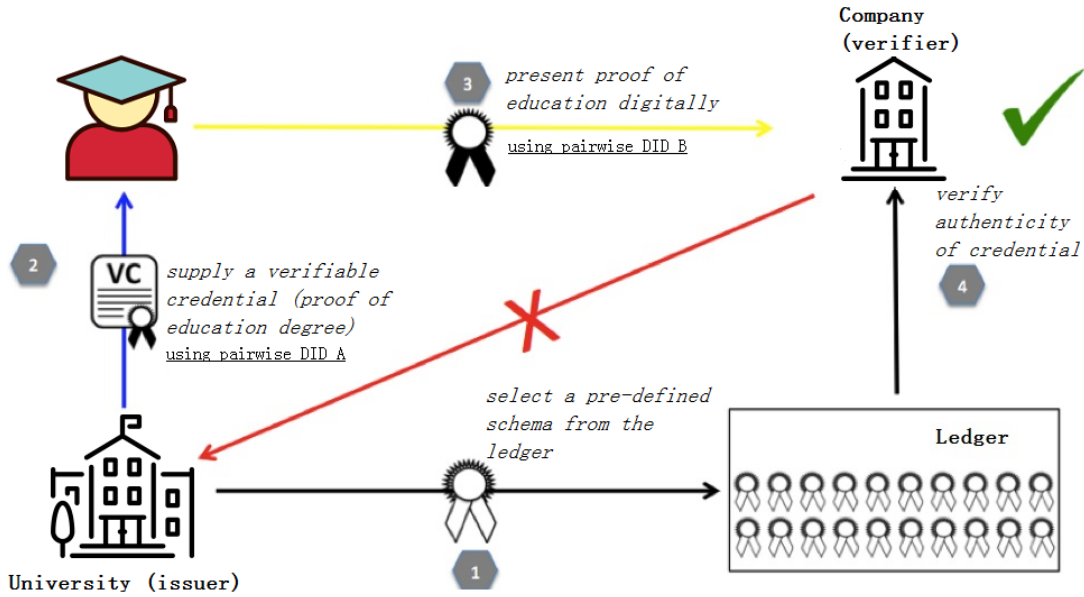 Company
(verifier)
3
present proof of
education digitally
using pairwise DID B
2
VC
supply a verifiable
credential (proof of
education degree)
using pairwise DID A
verify
authenticity
of credential
4
select a pre-defined
schema from the
ledger
Ledger
1
University (issuer)